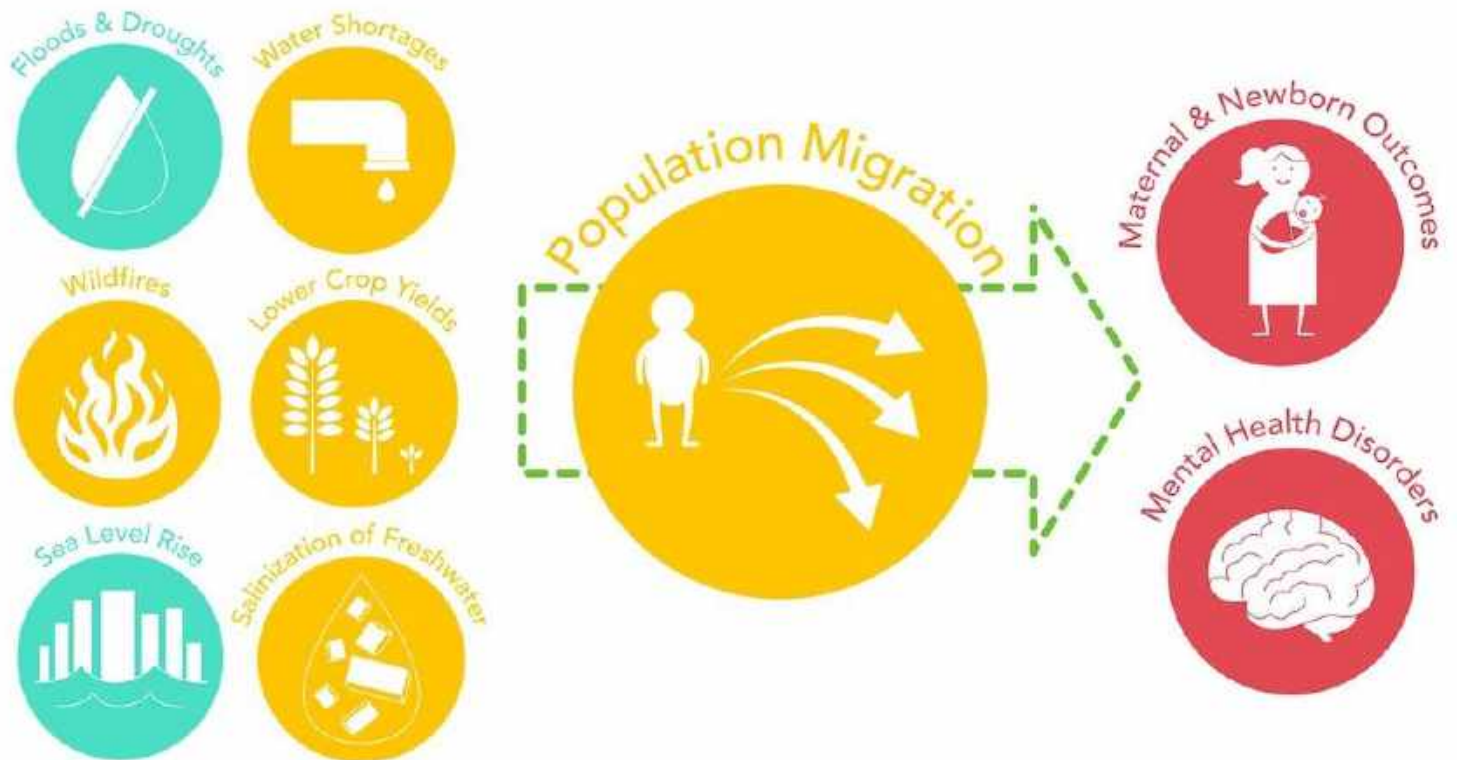 Floods & Droughts
Water Shortages
Wildfires
Lower Crop Yields
Sea Level Rise
Salinization of Freshwater
Population Migration
Maternal & Newborn Outcomes
Mental Health Disorders